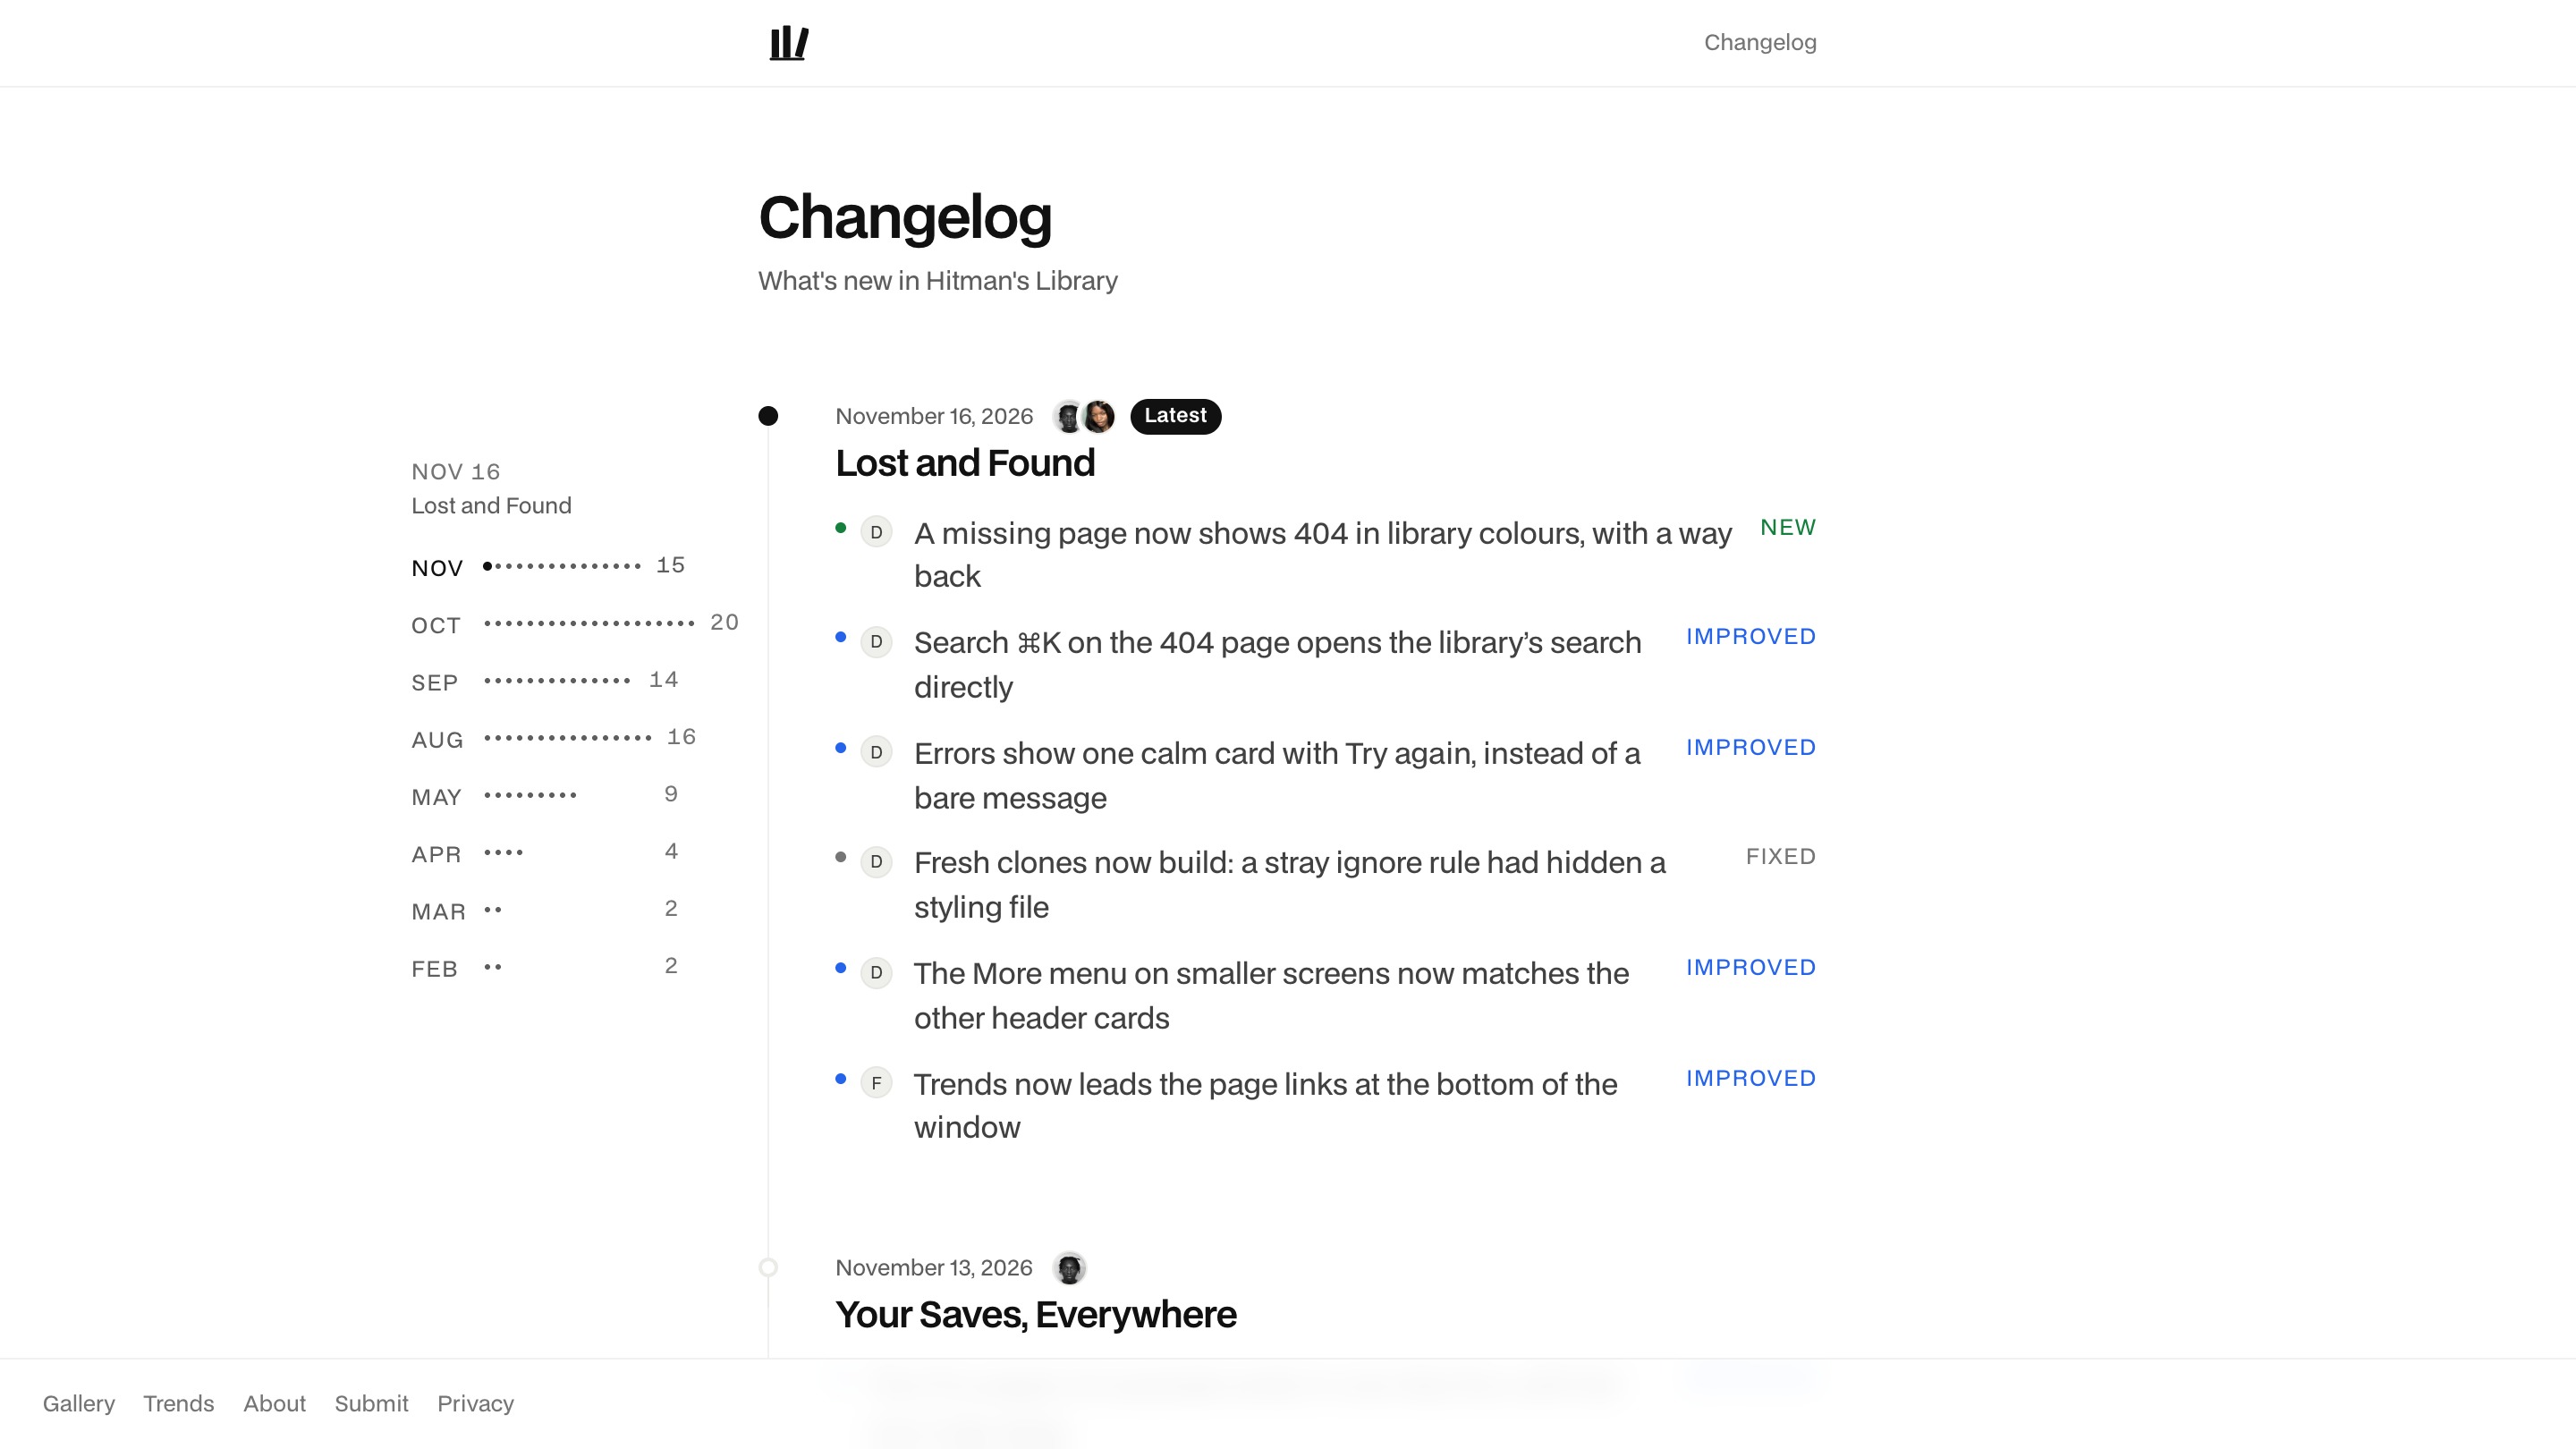 Changelog
Changelog
What's new in Hitman's Library
NOV 16
Lost and Found
NOV 15
OCT 20
SEP 14
AUG 16
MAY 9
APR 4
MAR 2
FEB 2
November 16, 2026 Latest
Lost and Found
D A missing page now shows 404 in library colours, with a way NEW
back
D Search ⌘K on the 404 page opens the library’s search IMPROVED
directly
D Errors show one calm card with Try again, instead of a IMPROVED
bare message
D Fresh clones now build: a stray ignore rule had hidden a FIXED
styling file
D The More menu on smaller screens now matches the IMPROVED
other header cards
F Trends now leads the page links at the bottom of the IMPROVED
window
November 13, 2026
Your Saves, Everywhere
Gallery Trends About Submit Privacy